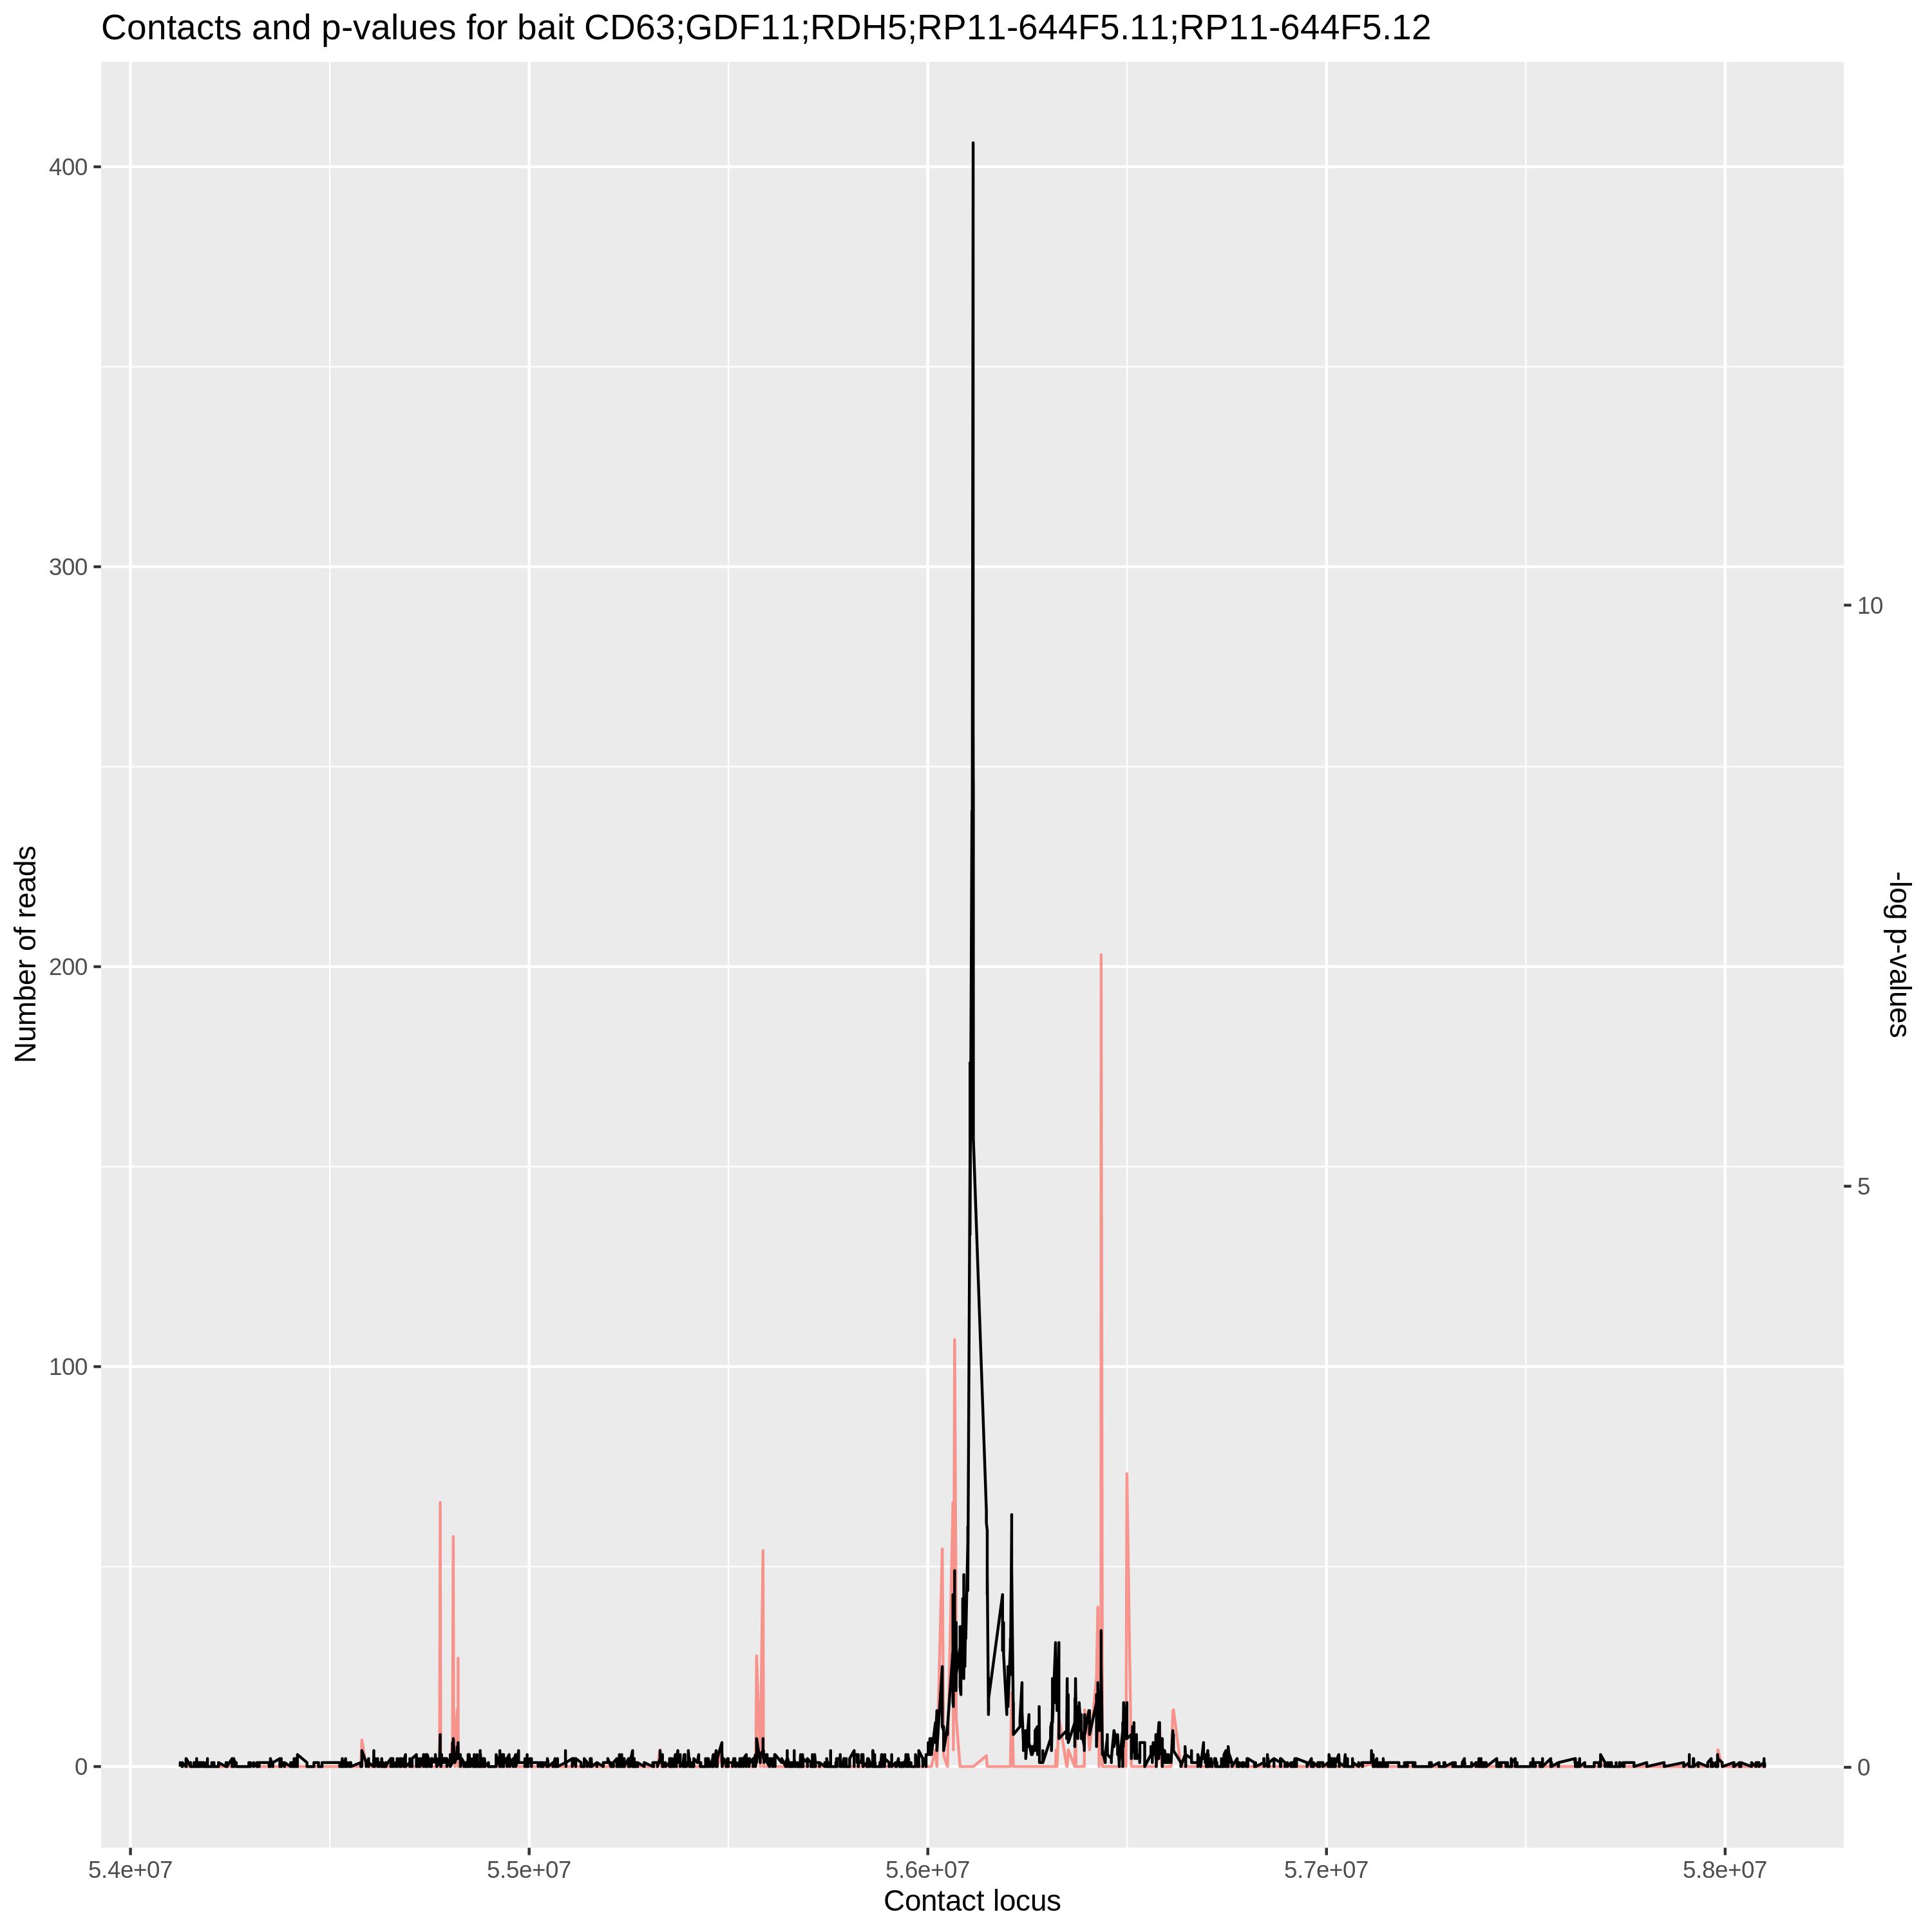 Contacts and p-values for bait CD63;GDF11;RDH5;RP11-644F5.11;RP11-644F5.12
400
300
200
100
0
Number of reads
10
5
0
-log p-values
5.4e+07
5.5e+07
5.6e+07
5.7e+07
5.8e+07
Contact locus